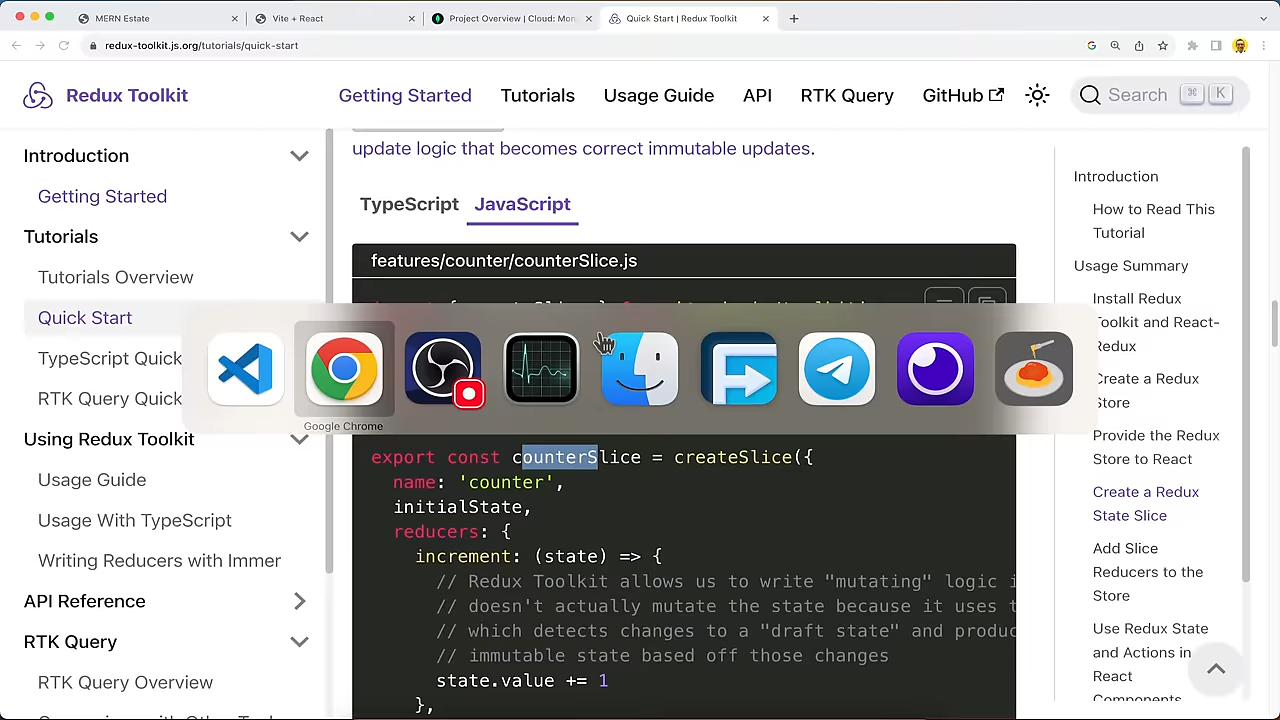 MERN Estate
Vite + React
Project Overview | Cloud: Mon
Quick Start | Redux Toolkit
redux-toolkit.js.org/tutorials/quick-start
Redux Toolkit
Getting Started
Tutorials
Usage Guide
API
RTK Query
GitHub
Search
⌘
K
Introduction
Getting Started
Tutorials
Tutorials Overview
Quick Start
TypeScript Quick
RTK Query Quick
Using Redux Toolkit
Usage Guide
Usage With TypeScript
Writing Reducers with Immer
API Reference
RTK Query
RTK Query Overview
update logic that becomes correct immutable updates.
TypeScript
JavaScript
features/counter/counterSlice.js
Google Chrome
export const counterSlice = createSlice({
name: 'counter',
initialState,
reducers: {
increment: (state) => {
// Redux Toolkit allows us to write "mutating" logic i
// doesn't actually mutate the state because it uses t
// which detects changes to a "draft state" and produc
// immutable state based off those changes
state.value += 1
},
Introduction
How to Read This
Tutorial
Usage Summary
Install Redux
Toolkit and React-
Redux
Create a Redux
Store
Provide the Redux
Store to React
Create a Redux
State Slice
Add Slice
Reducers to the
Store
Use Redux State
and Actions in
React
Components